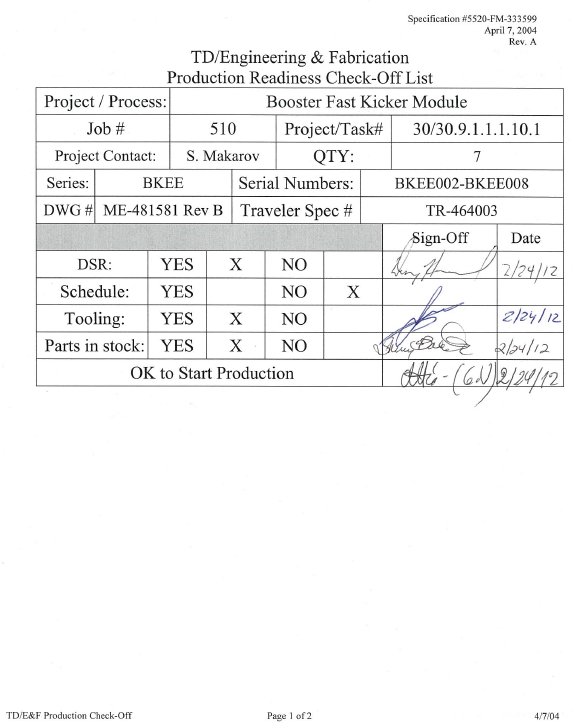 Specification #5520-FM-333599
April 7, 2004
Rev. A
TD/Engineering & Fabrication
Production Readiness Check-Off List
Project / Process: Booster Fast Kicker Module
Job # 510 Project/Task# 30/30.9.1.1.1.10.1
Project Contact: S. Makarov QTY: 7
Series: BKEE Serial Numbers: BKEE002-BKEE008
DWG # ME-481581 Rev B Traveler Spec # TR-464003
Sign-Off Date
DSR: YES X NO 2/24/12
Schedule: YES NO X
Tooling: YES X NO 2/24/12
Parts in stock: YES X NO 2/24/12
OK to Start Production 2/24/12
TD/E&F Production Check-Off Page 1 of 2 4/7/04